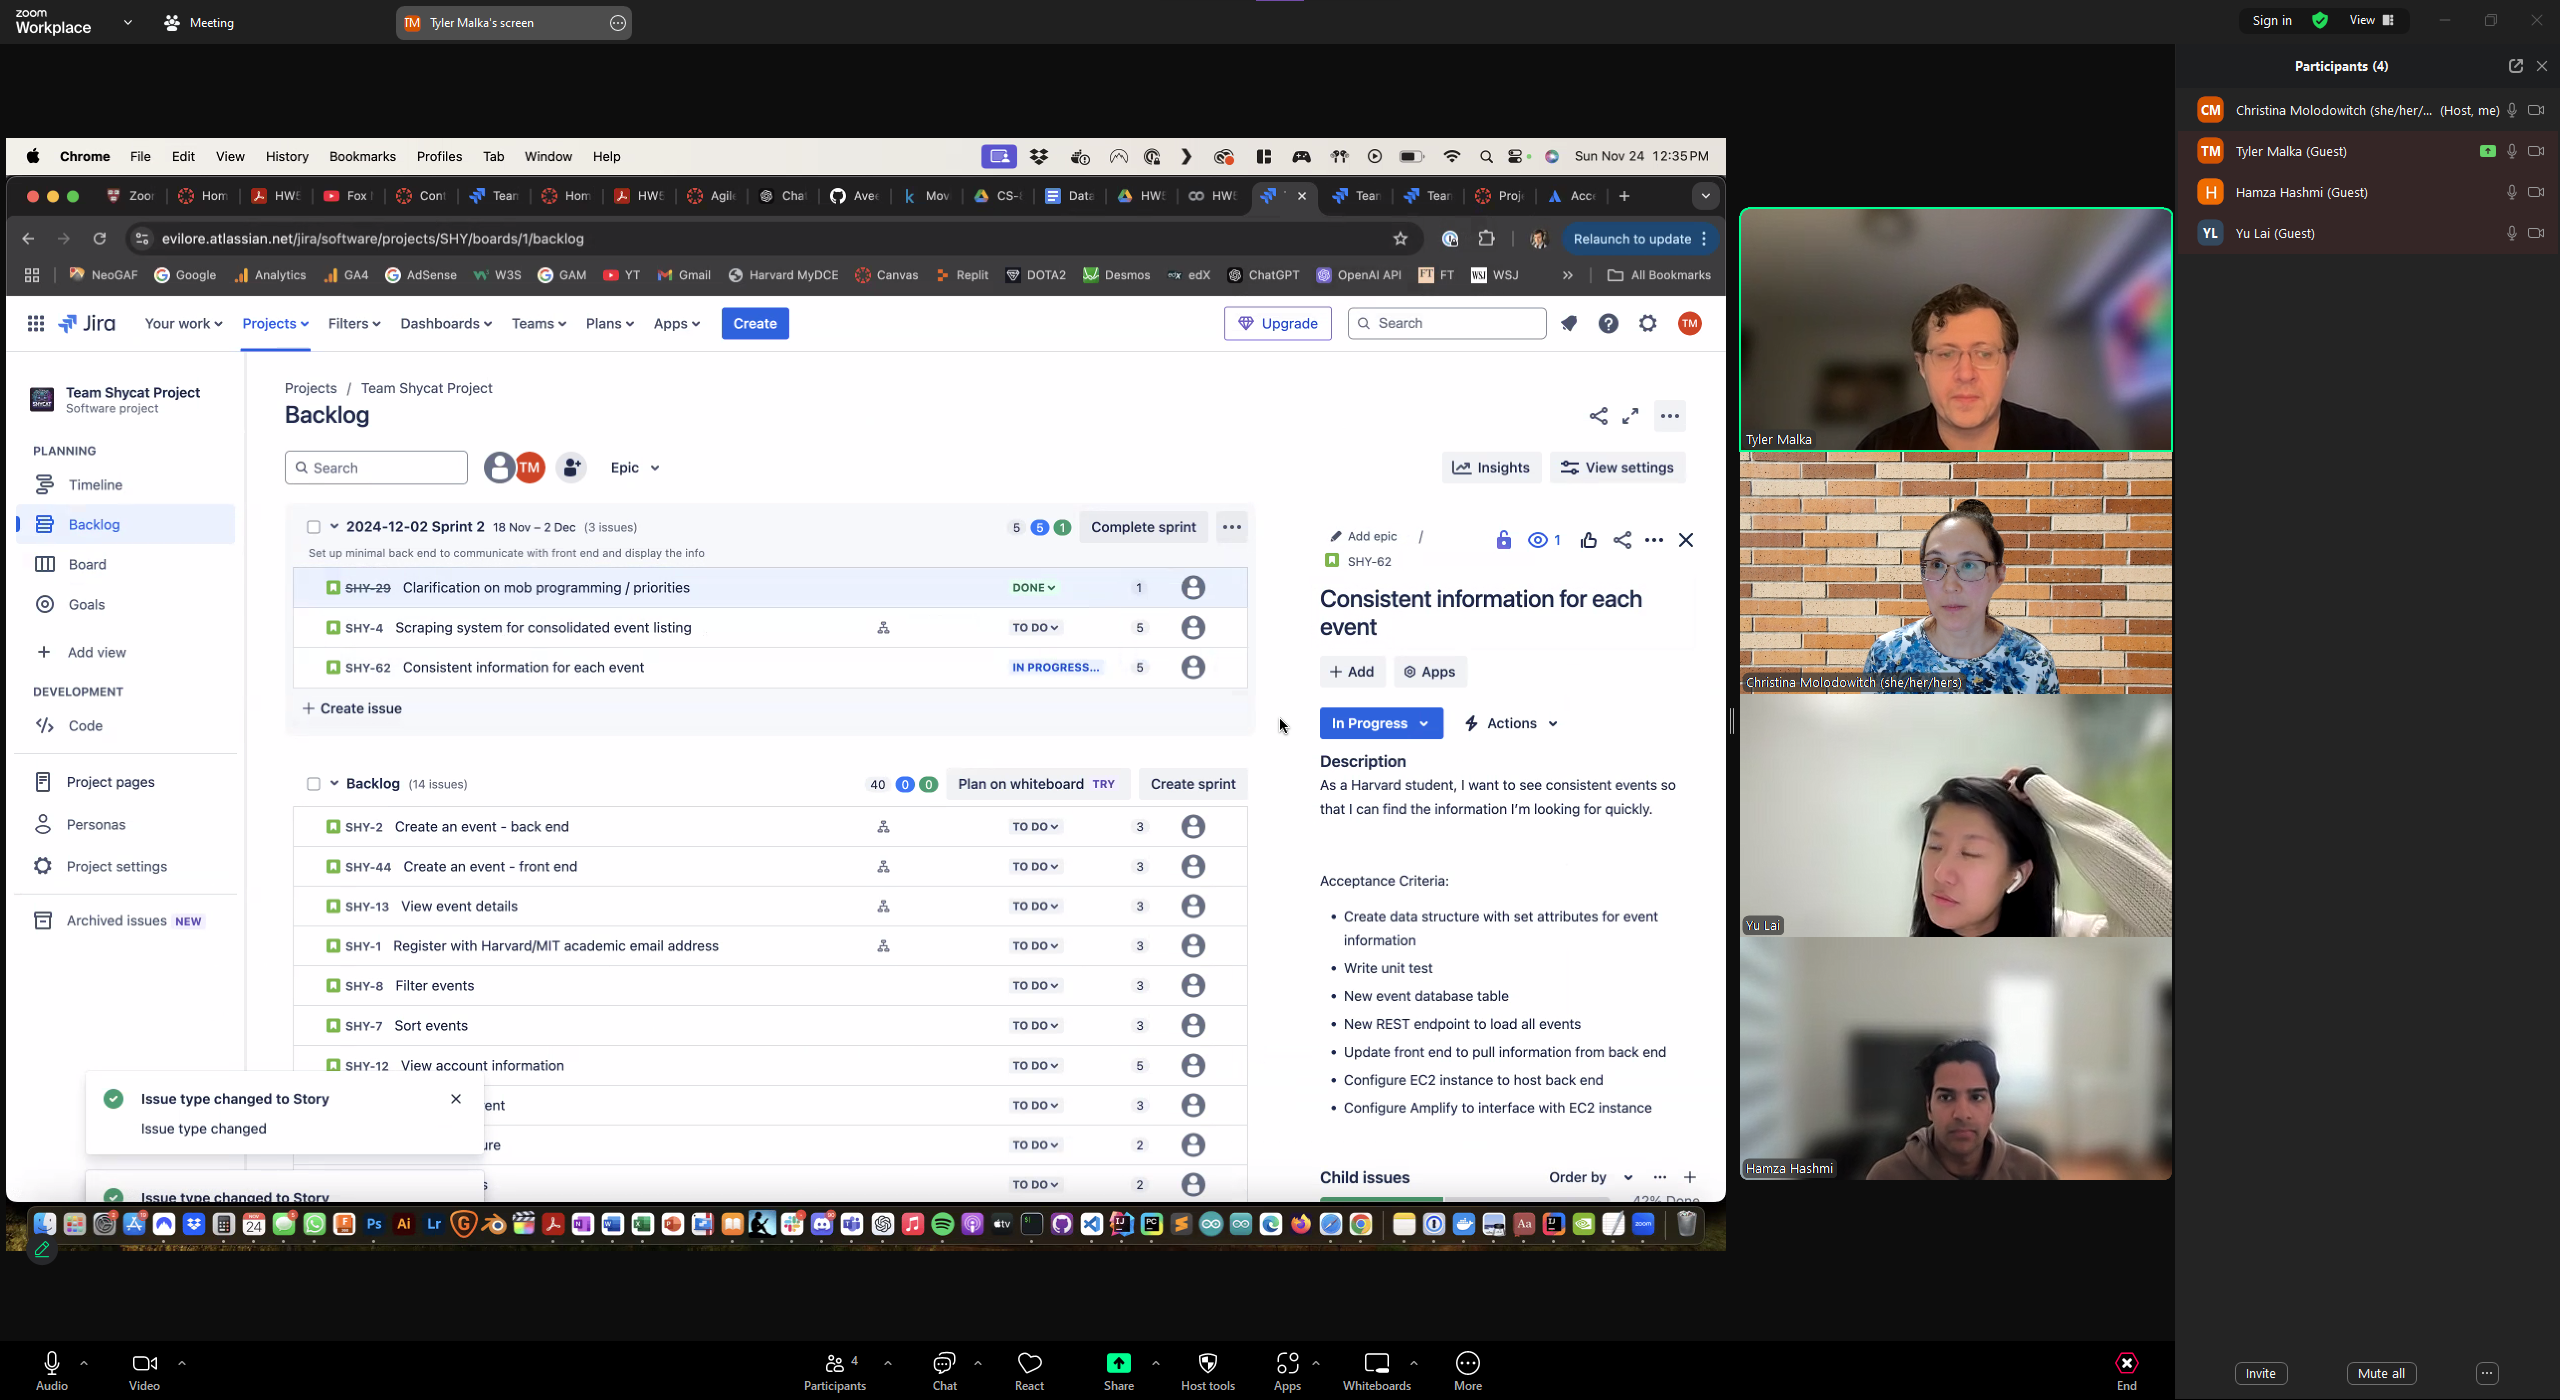 zoom
Workplace
Meeting
TM Tyler Malka's screen
Sign in
View
Participants (4)
CM Christina Molodowitch (she/her/... (Host, me)
TM Tyler Malka (Guest)
H Hamza Hashmi (Guest)
YL Yu Lai (Guest)
Chrome File Edit View History Bookmarks Profiles Tab Window Help
Sun Nov 24 12:35 PM
Zoor Hom HW5 Fox Cont Team Hom HW5 Agile Cha Avee Mov CS- Data HW5 HW5 Team Team Proj Acce
evilore.atlassian.net/jira/software/projects/SHY/boards/1/backlog
Relaunch to update
NeoGAF Google Analytics GA4 AdSense W3S GAM YT Gmail Harvard MyDCE Canvas Replit DOTA2 Desmos edX ChatGPT OpenAI API FT WSJ All Bookmarks
Jira Your work Projects Filters Dashboards Teams Plans Apps Create
Upgrade
Search
TM
Team Shycat Project
Software project
PLANNING
Timeline
Backlog
Board
Goals
Add view
DEVELOPMENT
Code
Project pages
Personas
Project settings
Archived issues NEW
Projects / Team Shycat Project
Backlog
Search
TM
Epic
Insights
View settings
2024-12-02 Sprint 2 18 Nov – 2 Dec (3 issues)
5 5 1 Complete sprint
Set up minimal back end to communicate with front end and display the info
SHY-29 Clarification on mob programming / priorities DONE 1
SHY-4 Scraping system for consolidated event listing TO DO 5
SHY-62 Consistent information for each event IN PROGRESS... 5
+ Create issue
Backlog (14 issues)
40 0 0 Plan on whiteboard TRY Create sprint
SHY-2 Create an event - back end TO DO 3
SHY-44 Create an event - front end TO DO 3
SHY-13 View event details TO DO 3
SHY-1 Register with Harvard/MIT academic email address TO DO 3
SHY-8 Filter events TO DO 3
SHY-7 Sort events TO DO 3
SHY-12 View account information TO DO 5
ent TO DO 3
ure TO DO 2
s TO DO 2
Issue type changed to Story
Issue type changed
Issue type changed to Story
Add epic /
SHY-62
1
Consistent information for each
event
+ Add
Apps
In Progress
Actions
Description
As a Harvard student, I want to see consistent events so
that I can find the information I'm looking for quickly.
Acceptance Criteria:
• Create data structure with set attributes for event
information
• Write unit test
• New event database table
• New REST endpoint to load all events
• Update front end to pull information from back end
• Configure EC2 instance to host back end
• Configure Amplify to interface with EC2 instance
Child issues
Order by
42% Done
Tyler Malka
Christina Molodowitch (she/her/hers)
Yu Lai
Hamza Hashmi
Audio
Video
4
Participants
Chat
React
Share
Host tools
Apps
Whiteboards
More
End
Invite
Mute all